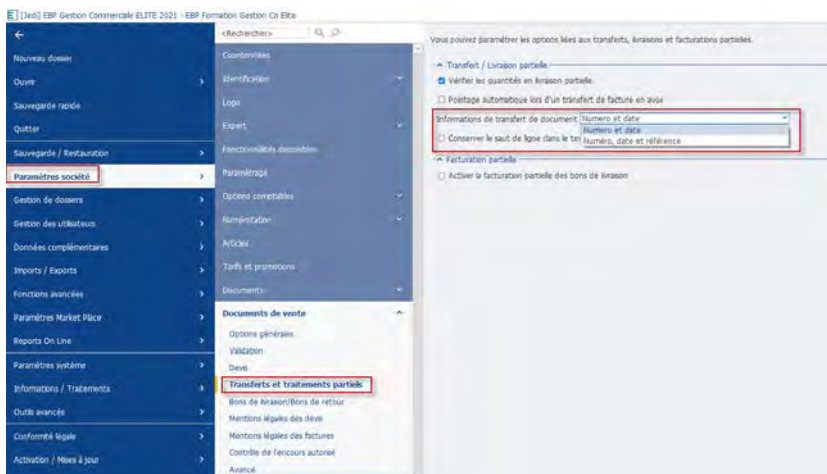 [Jedi] EBP Gestion Commerciale ELITE 2021 - EBP Formation Gestion Co Elite
Nouveau dossier
Ouvrir
Sauvegarde rapide
Quitter
Sauvegarde / Restauration
Paramètres société
Gestion de dossiers
Gestion des utilisateurs
Données complémentaires
Imports / Exports
Fonctions avancées
Paramètres Market Place
Reports On Line
Paramètres système
Informations / Traitements
Outils avancés
Conformité légale
Activation / Mises à jour
<Rechercher>
Coordonnées
Identification
Logo
Expert
Fonctionnalités disponibles
Paramétrage
Options comptables
Numérotation
Articles
Tarifs et promotions
Documents
Documents de vente
Options générales
Validation
Devis
Transferts et traitements partiels
Bons de livraison/Bons de retour
Mentions légales des devis
Mentions légales des factures
Contrôle de l'encours autorisé
Avancé
Vous pouvez paramétrer les options liées aux transferts, livraisons et facturations partielles.
Transfert / Livraison partielle
Vérifier les quantités en livraison partielle
Pointage automatique lors d'un transfert de facture en avoir
Informations de transfert de document Numero et date
Numero et date
Conserver le saut de ligne dans le te
Numéro, date et référence
Facturation partielle
Activer la facturation partielle des bons de livraison